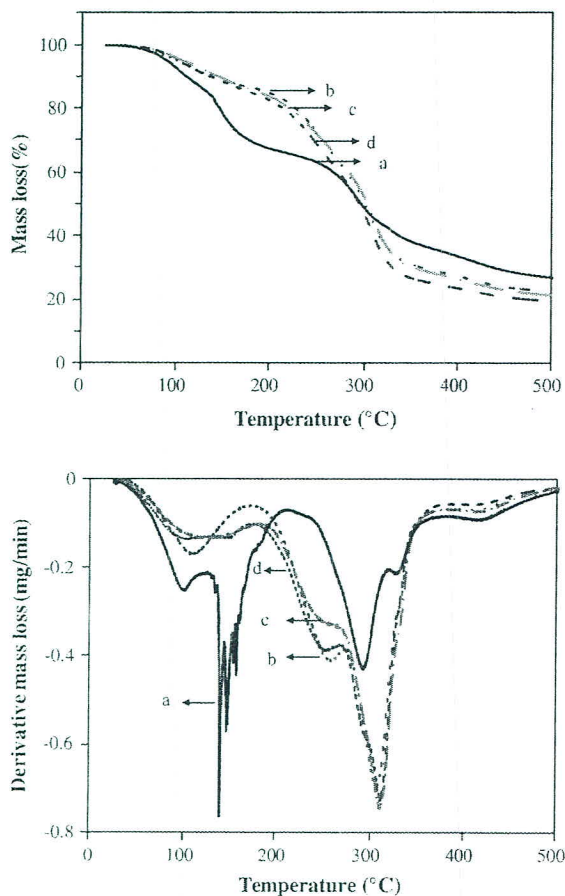 100
80
60
40
20
0
Mass loss(%)
b
c
d
a
0
100
200
300
400
500
Temperature (°C)
0
-0.2
-0.4
-0.6
-0.8
Derivative mass loss (mg/min)
d
c
b
a
0
100
200
300
400
500
Temperature (°C)